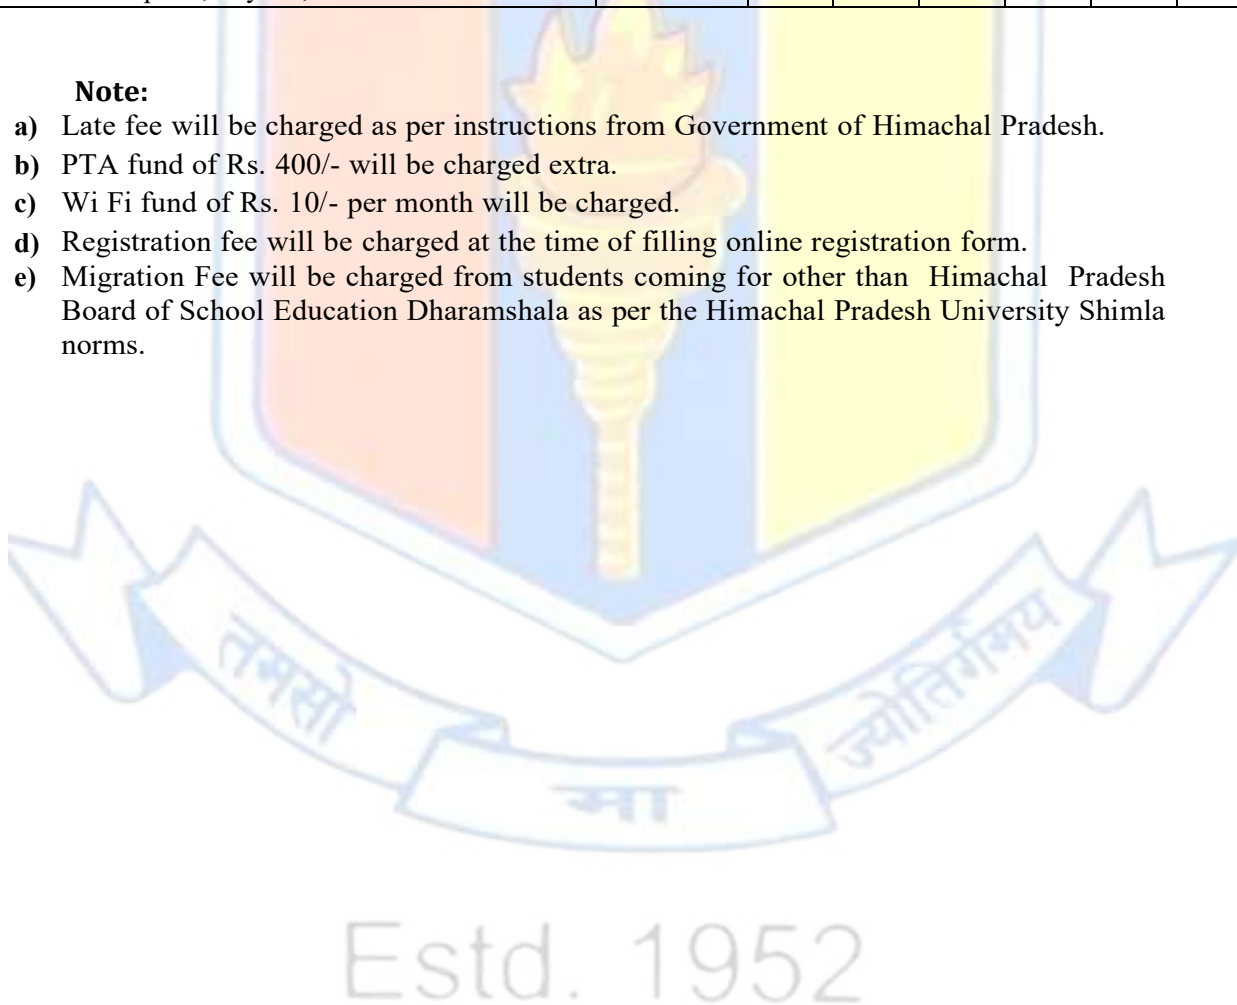 Note:
a) Late fee will be charged as per instructions from Government of Himachal Pradesh.
b) PTA fund of Rs. 400/- will be charged extra.
c) Wi Fi fund of Rs. 10/- per month will be charged.
d) Registration fee will be charged at the time of filling online registration form.
e) Migration Fee will be charged from students coming for other than Himachal Pradesh
Board of School Education Dharamshala as per the Himachal Pradesh University Shimla
norms.
तमसो मा ज्योतिर्गमय
Estd. 1952